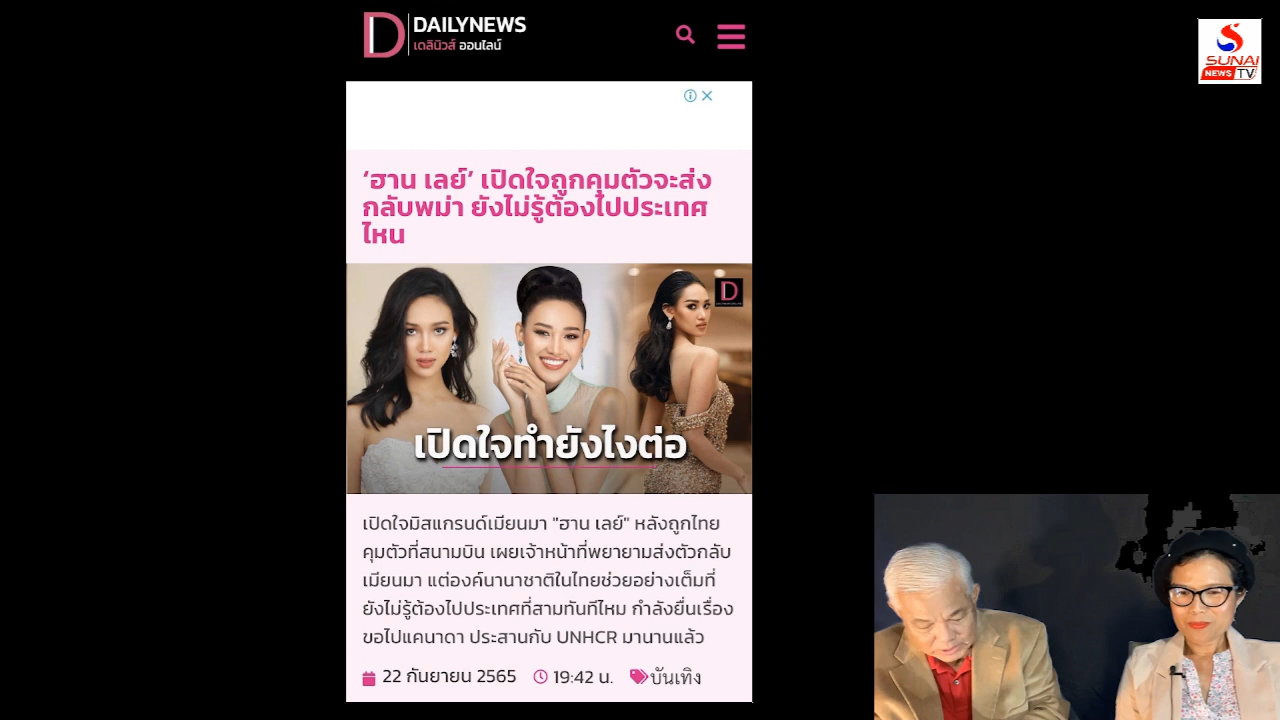 DAILYNEWS
เดลินิวส์ ออนไลน์
SUNAI
NEWS TV
‘ฮาน เลย์’ เปิดใจถูกคุมตัวจะส่ง
กลับพม่า ยังไม่รู้ต้องไปประเทศ
ไหน
D
เปิดใจทำยังไงต่อ
เปิดใจมิสแกรนด์เมียนมา "ฮาน เลย์" หลังถูกไทย
คุมตัวที่สนามบิน เผยเจ้าหน้าที่พยายามส่งตัวกลับ
เมียนมา แต่องค์นานาชาติในไทยช่วยอย่างเต็มที่
ยังไม่รู้ต้องไปประเทศที่สามทันทีไหม กำลังยื่นเรื่อง
ขอไปแคนาดา ประสานกับ UNHCR มานานแล้ว
22 กันยายน 2565 19:42 น. บันเทิง